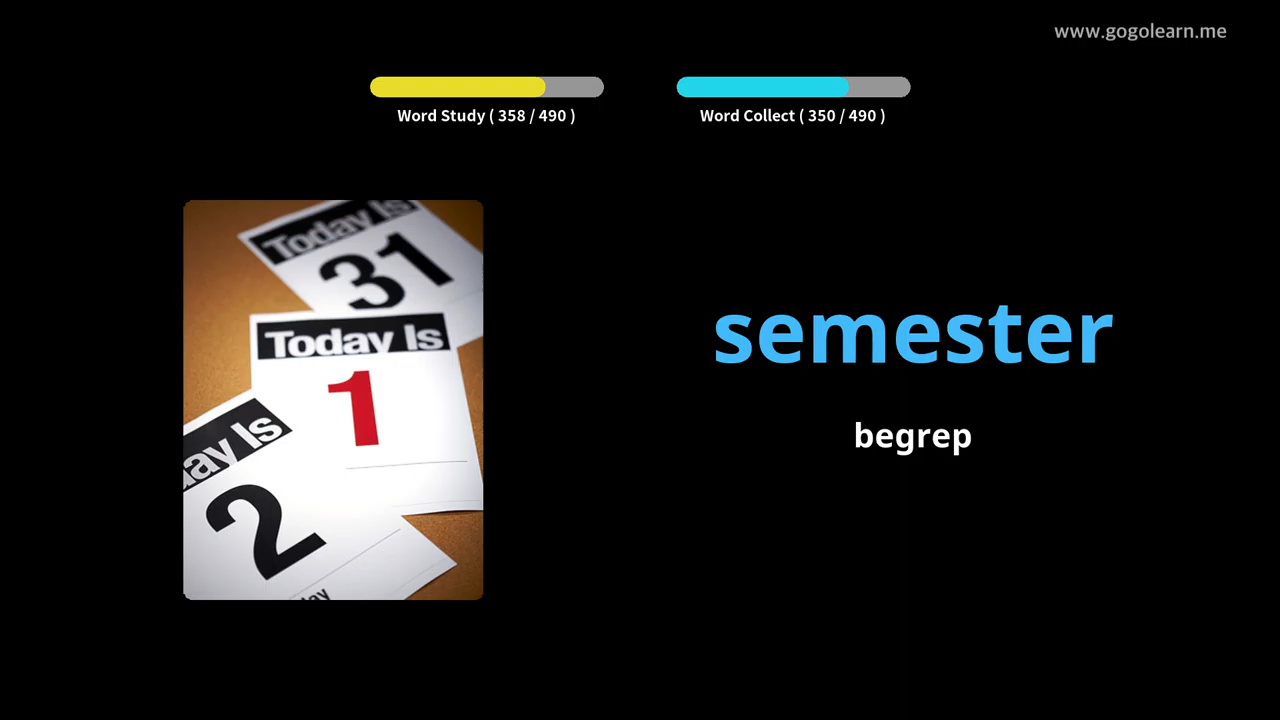 www.gogolearn.me
Word Study ( 358 / 490 )
Word Collect ( 350 / 490 )
Today Is
31
Today Is
1
ay Is
2
ay
semester
begrep